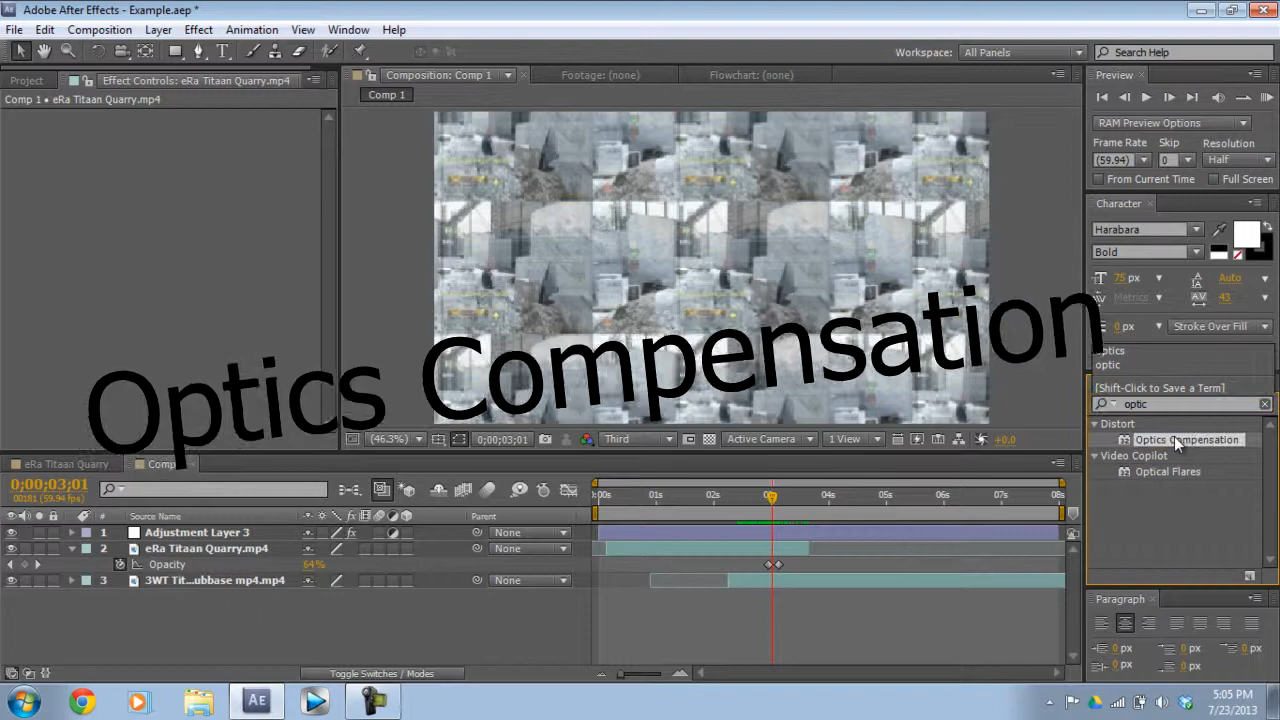 Adobe After Effects - Example.aep *
File Edit Composition Layer Effect Animation View Window Help
Workspace: All Panels Search Help
Project Effect Controls: eRa Titaan Quarry.mp4
Comp 1 • eRa Titaan Quarry.mp4
Composition: Comp 1 Footage: (none) Flowchart: (none)
Comp 1
Preview
RAM Preview Options
Frame Rate Skip Resolution
(59.94) 0 Half
From Current Time Full Screen
Character
Harabara
Bold
75 px Auto
Metrics 43
0 px Stroke Over Fill
optic
[Shift-Click to Save a Term]
optic
Distort
Optics Compensation
Video Copilot
Optical Flares
Optics Compensation
(46.3%) 0;00;03;01 Third Active Camera 1 View +0.0
eRa Titaan Quarry Comp
0;00;03;01
00181 (59.94 fps)
# Source Name Parent
1 Adjustment Layer 3 None
2 eRa Titaan Quarry.mp4 None
Opacity 64%
3 3WT Tit...ubbase mp4.mp4 None
:00s 01s 02s 04s 05s 06s 07s 08s
Toggle Switches / Modes
Paragraph
0 px 0 px 0 px
0 px 0 px
5:05 PM
7/23/2013